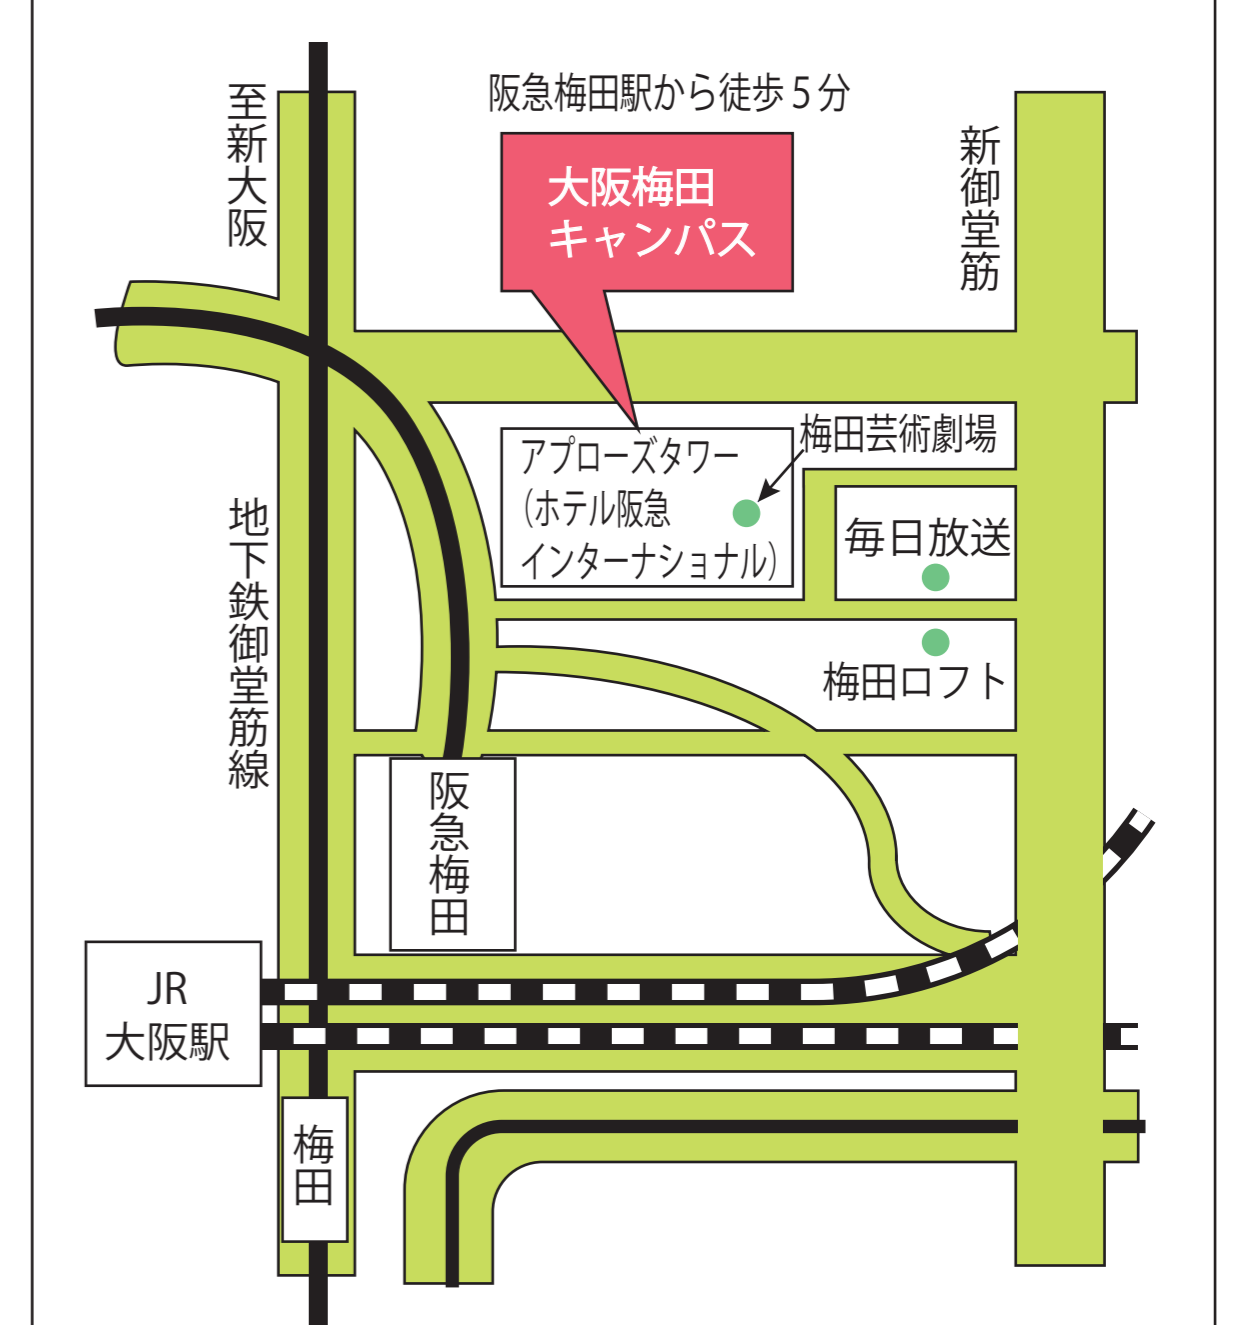 阪急梅田駅から徒歩5分
大阪梅田
キャンパス
至新大阪
新御堂筋
アプローズタワー
（ホテル阪急
インターナショナル）
梅田芸術劇場
毎日放送
梅田ロフト
地下鉄御堂筋線
阪急梅田
JR
大阪駅
梅田